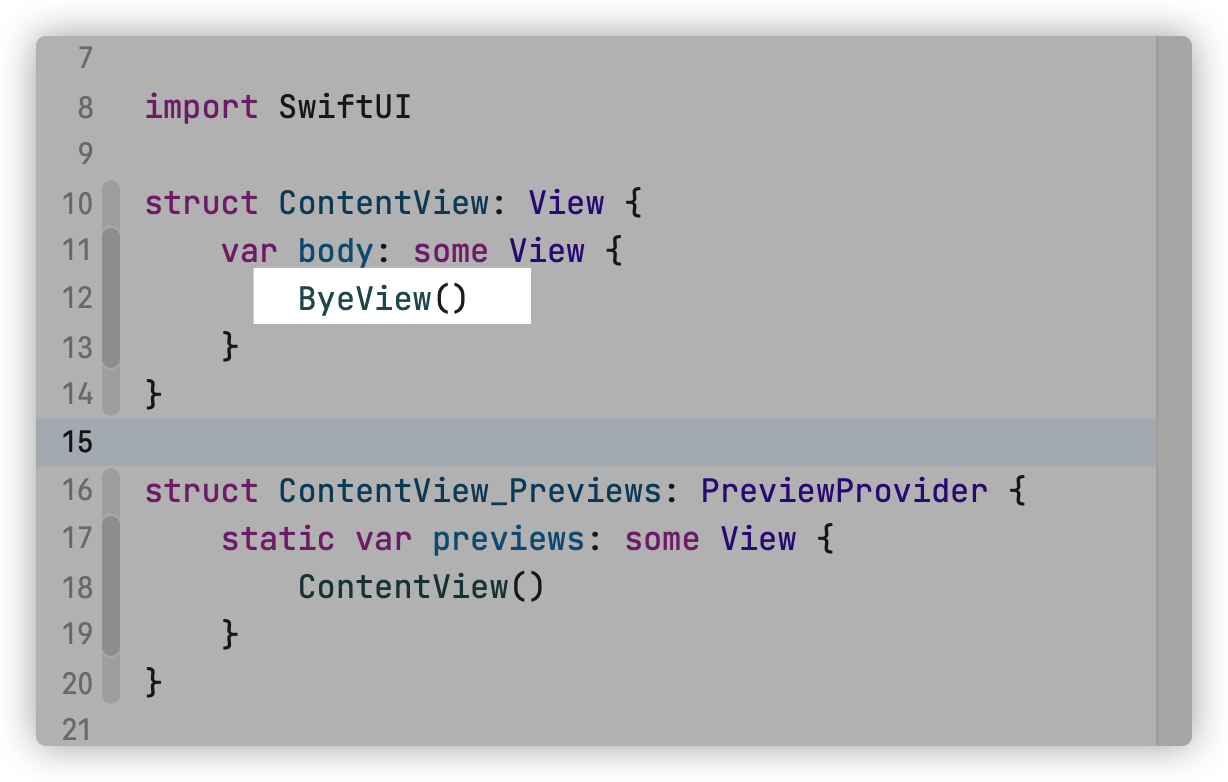 7
8 import SwiftUI
9
10 struct ContentView: View {
11     var body: some View {
12         ByeView()
13     }
14 }
15
16 struct ContentView_Previews: PreviewProvider {
17     static var previews: some View {
18         ContentView()
19     }
20 }
21